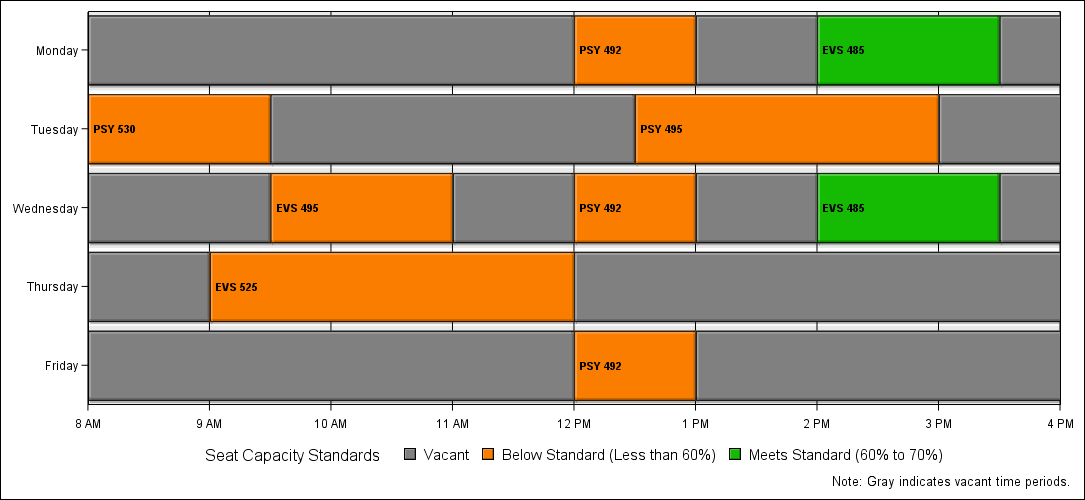 Monday PSY 492 EVS 485
Tuesday PSY 530 PSY 495
Wednesday EVS 495 PSY 492 EVS 485
Thursday EVS 525
Friday PSY 492
8 AM 9 AM 10 AM 11 AM 12 PM 1 PM 2 PM 3 PM 4 PM
Seat Capacity Standards Vacant Below Standard (Less than 60%) Meets Standard (60% to 70%)
Note: Gray indicates vacant time periods.